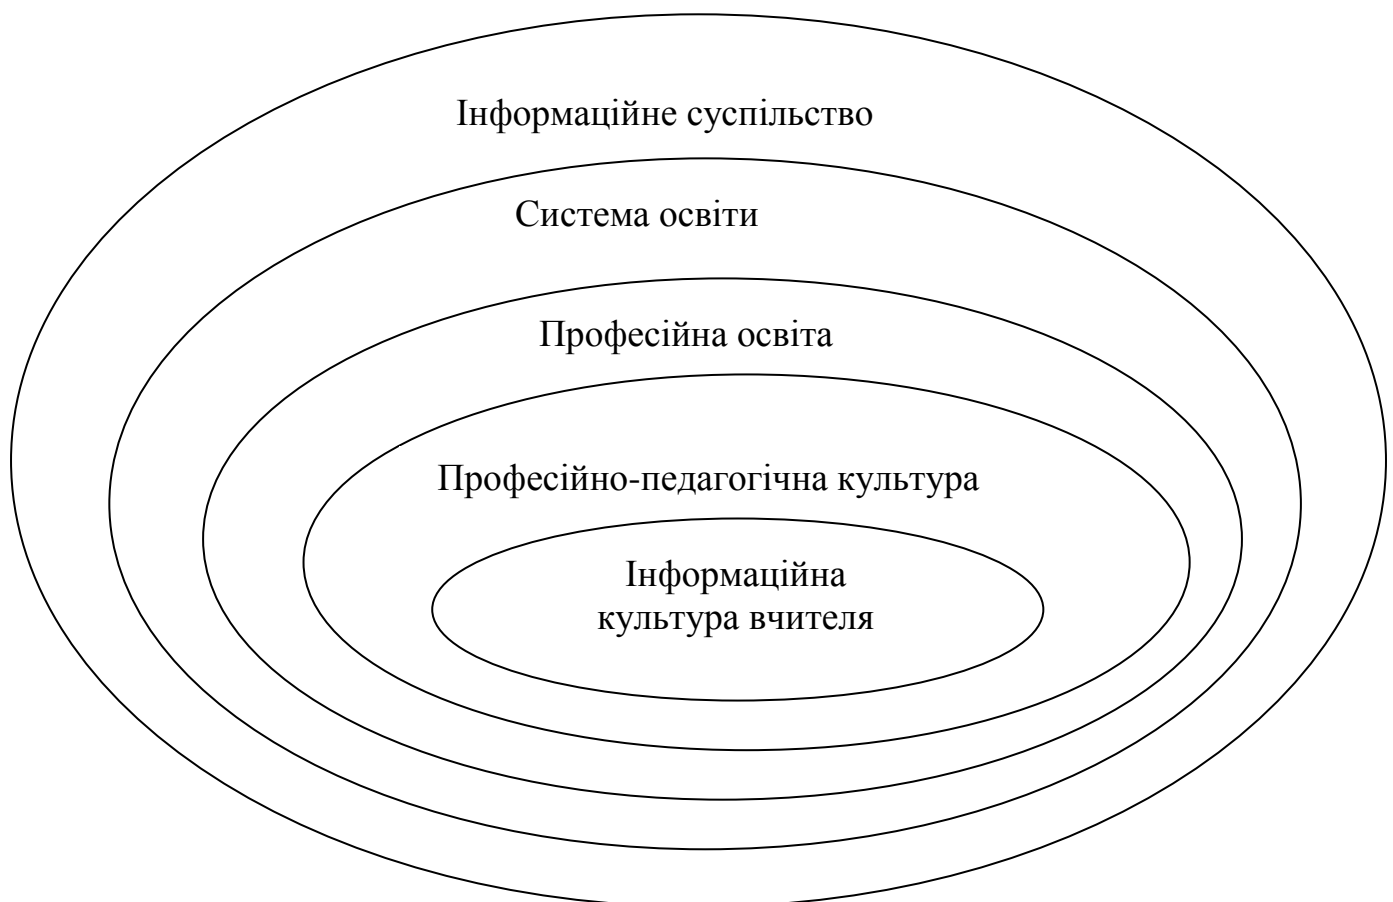 Інформаційне суспільство
Система освіти
Професійна освіта
Професійно-педагогічна культура
Інформаційна
культура вчителя